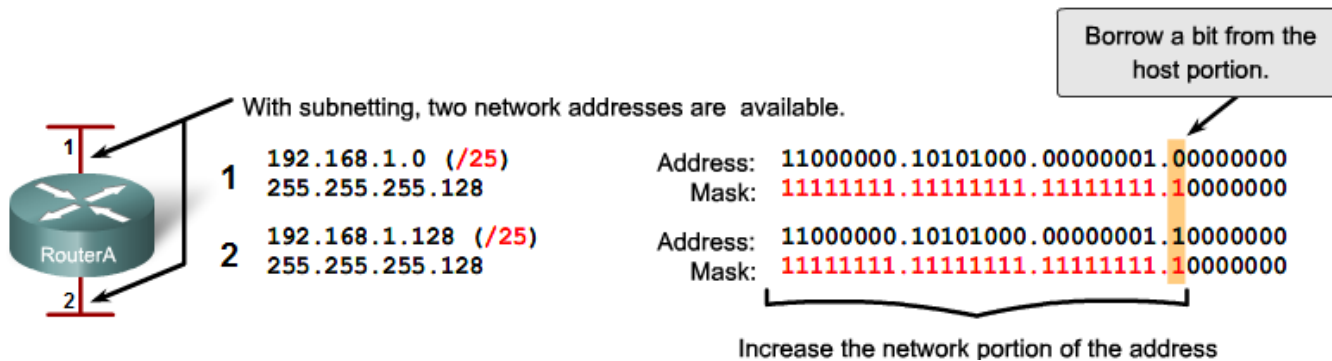 Borrow a bit from the
host portion.
With subnetting, two network addresses are available.
1
RouterA
2
1
192.168.1.0 (/25)
255.255.255.128
2
192.168.1.128 (/25)
255.255.255.128
Address: 11000000.10101000.00000001.00000000
Mask: 11111111.11111111.11111111.10000000
Address: 11000000.10101000.00000001.10000000
Mask: 11111111.11111111.11111111.10000000
Increase the network portion of the address